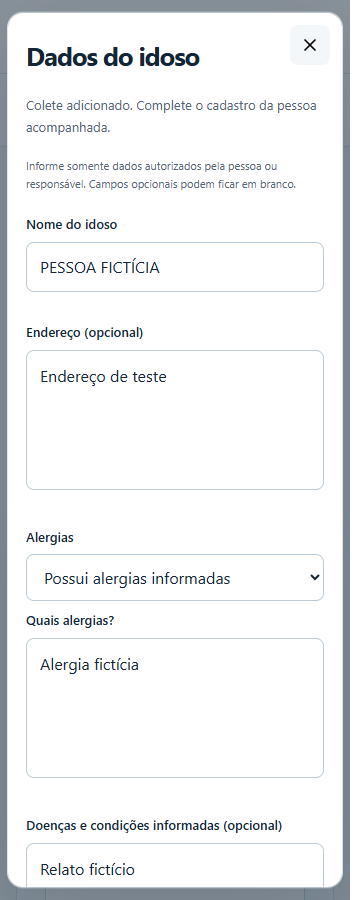 Dados do idoso
Colete adicionado. Complete o cadastro da pessoa
acompanhada.
Informe somente dados autorizados pela pessoa ou
responsável. Campos opcionais podem ficar em branco.
Nome do idoso
PESSOA FICTÍCIA
Endereço (opcional)
Endereço de teste
Alergias
Possui alergias informadas
Quais alergias?
Alergia fictícia
Doenças e condições informadas (opcional)
Relato fictício